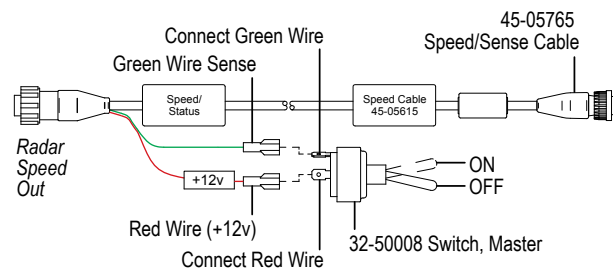 45-05765
Speed/Sense Cable
Connect Green Wire
Green Wire Sense
Speed/
Status
Speed Cable
45-05615
Radar
Speed
Out
+12v
ON
OFF
Red Wire (+12v)
32-50008 Switch, Master
Connect Red Wire